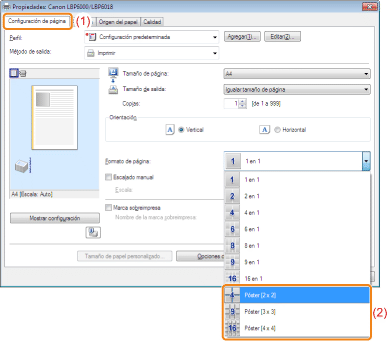 Propiedades: Canon LBP6000/LBP6018
Configuración de página
(1)
Origen del papel
Calidad
Perfil:
Configuración predeterminada
Agregar(1)...
Editar(2)...
Método de salida:
Imprimir
Tamaño de página:
A4
Tamaño de salida:
Igualar tamaño de página
Copias:
1
[de 1 a 999]
Orientación
A
Vertical
A
Horizontal
Formato de página:
1
1 en 1
Escalado manual
Escala:
Marca sobreimpresa
Nombre de la marca sobreimpresa:
A4 [Escala: Auto]
Mostrar configuración
Tamaño de papel personalizado...
Opciones d
1
1 en 1
2
2 en 1
4
4 en 1
6
6 en 1
8
8 en 1
9
9 en 1
16
16 en 1
4
Póster [2 x 2]
9
Póster [3 x 3]
16
Póster [4 x 4]
(2)